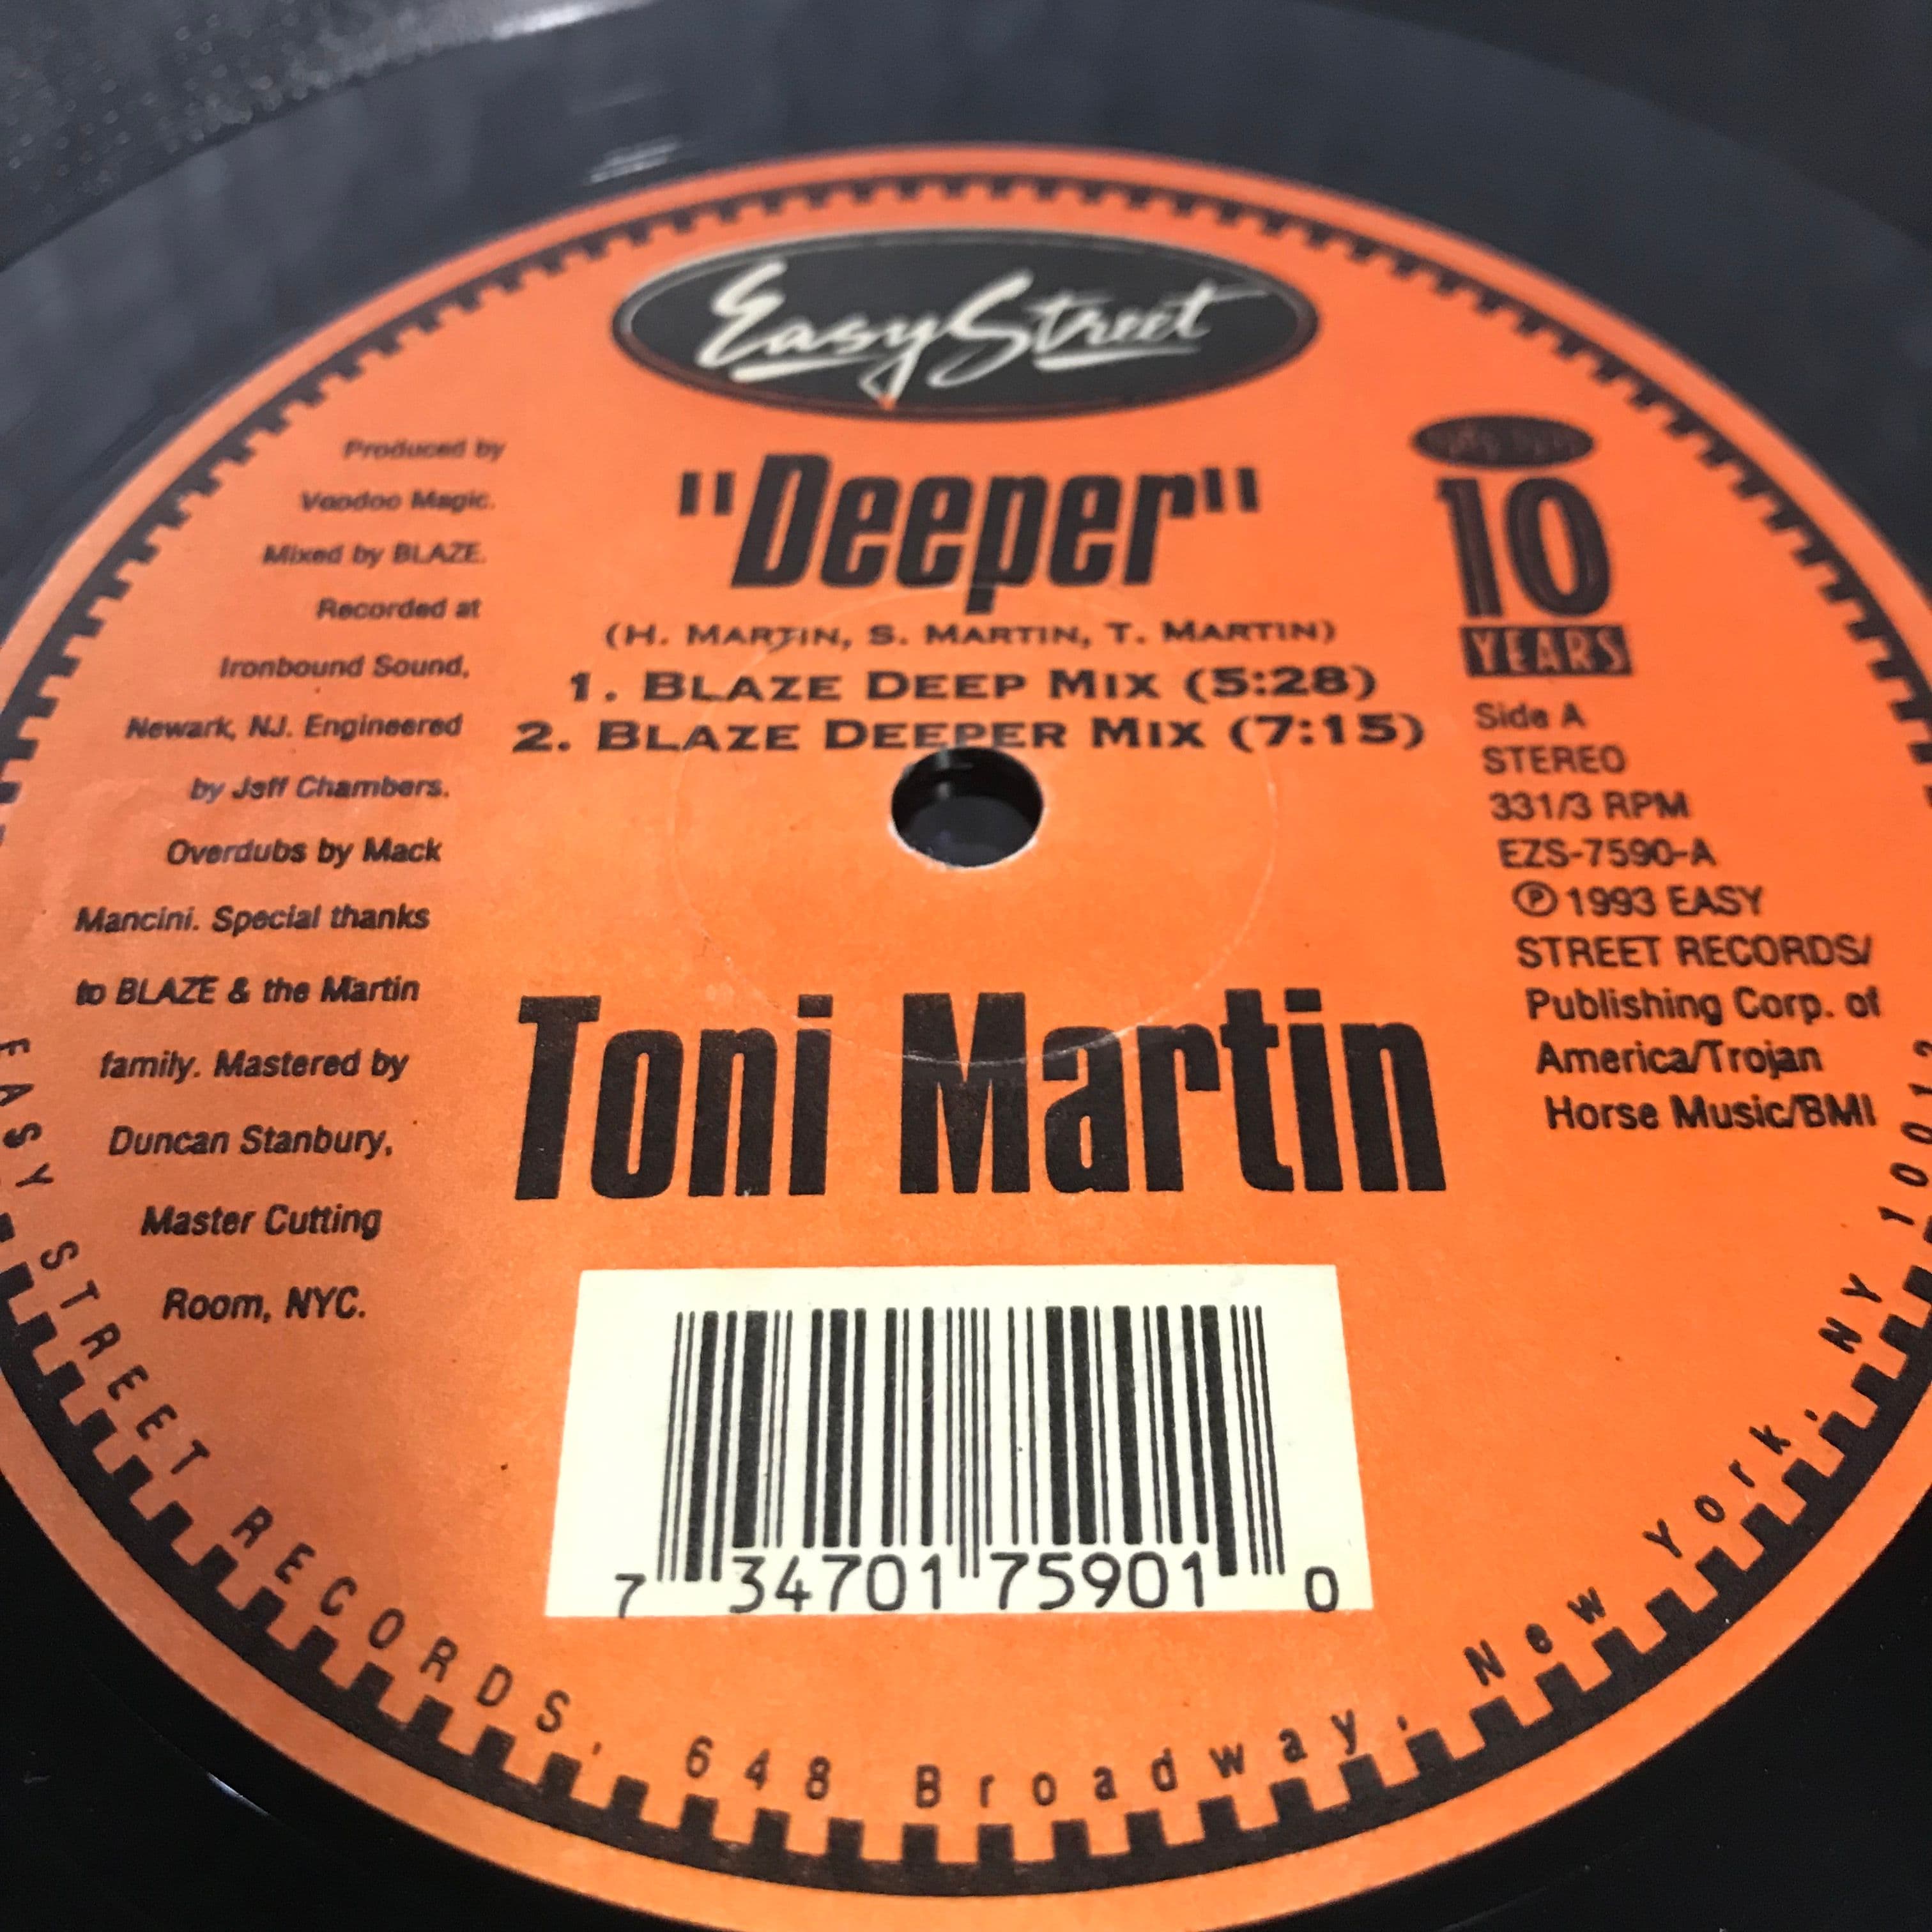 Easy Street
"Deeper"
(H. MARTIN, S. MARTIN, T. MARTIN)
1. BLAZE DEEP MIX (5:28)
2. BLAZE DEEPER MIX (7:15)
Toni Martin
Produced by
Voodoo Magic.
Mixed by BLAZE.
Recorded at
Ironbound Sound,
Newark, NJ. Engineered
by Jeff Chambers.
Overdubs by Mack
Mancini. Special thanks
to BLAZE & the Martin
family. Mastered by
Duncan Stanbury,
Master Cutting
Room, NYC.
10
YEARS
Side A
STEREO
331/3 RPM
EZS-7590-A
℗ 1993 EASY
STREET RECORDS/
Publishing Corp. of
America/Trojan
Horse Music/BMI
7 34701 75901 0
EASY STREET RECORDS, 648 Broadway, New York, NY 10012